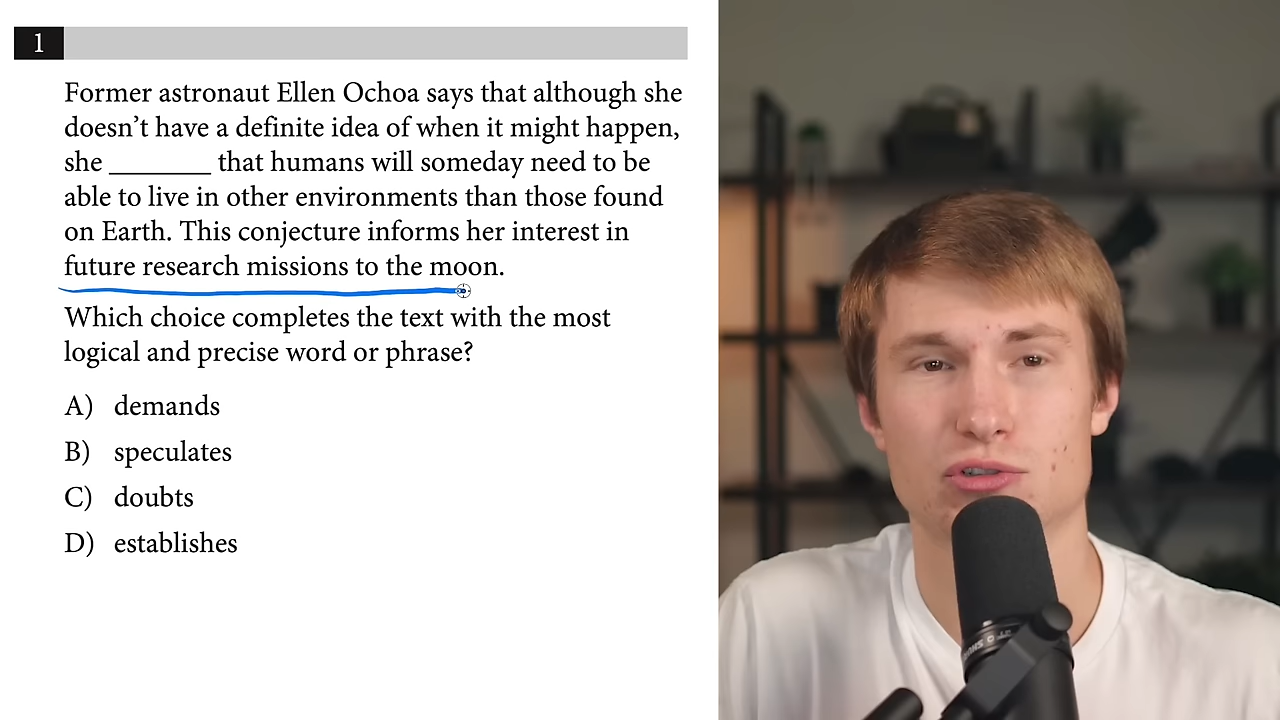 1
Former astronaut Ellen Ochoa says that although she
doesn’t have a definite idea of when it might happen,
she ________ that humans will someday need to be
able to live in other environments than those found
on Earth. This conjecture informs her interest in
future research missions to the moon.
Which choice completes the text with the most
logical and precise word or phrase?
A) demands
B) speculates
C) doubts
D) establishes